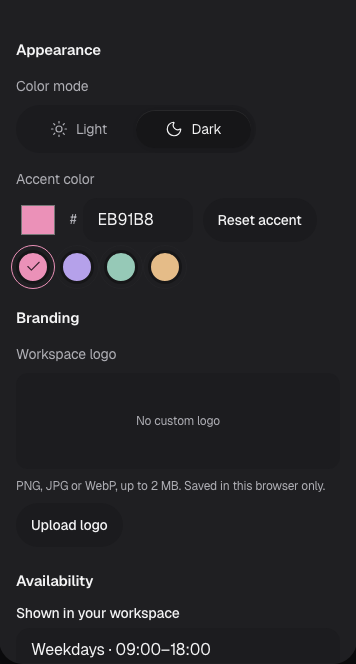 Appearance
Color mode
Light Dark
Accent color
# EB91B8 Reset accent
Branding
Workspace logo
No custom logo
PNG, JPG or WebP, up to 2 MB. Saved in this browser only.
Upload logo
Availability
Shown in your workspace
Weekdays · 09:00–18:00